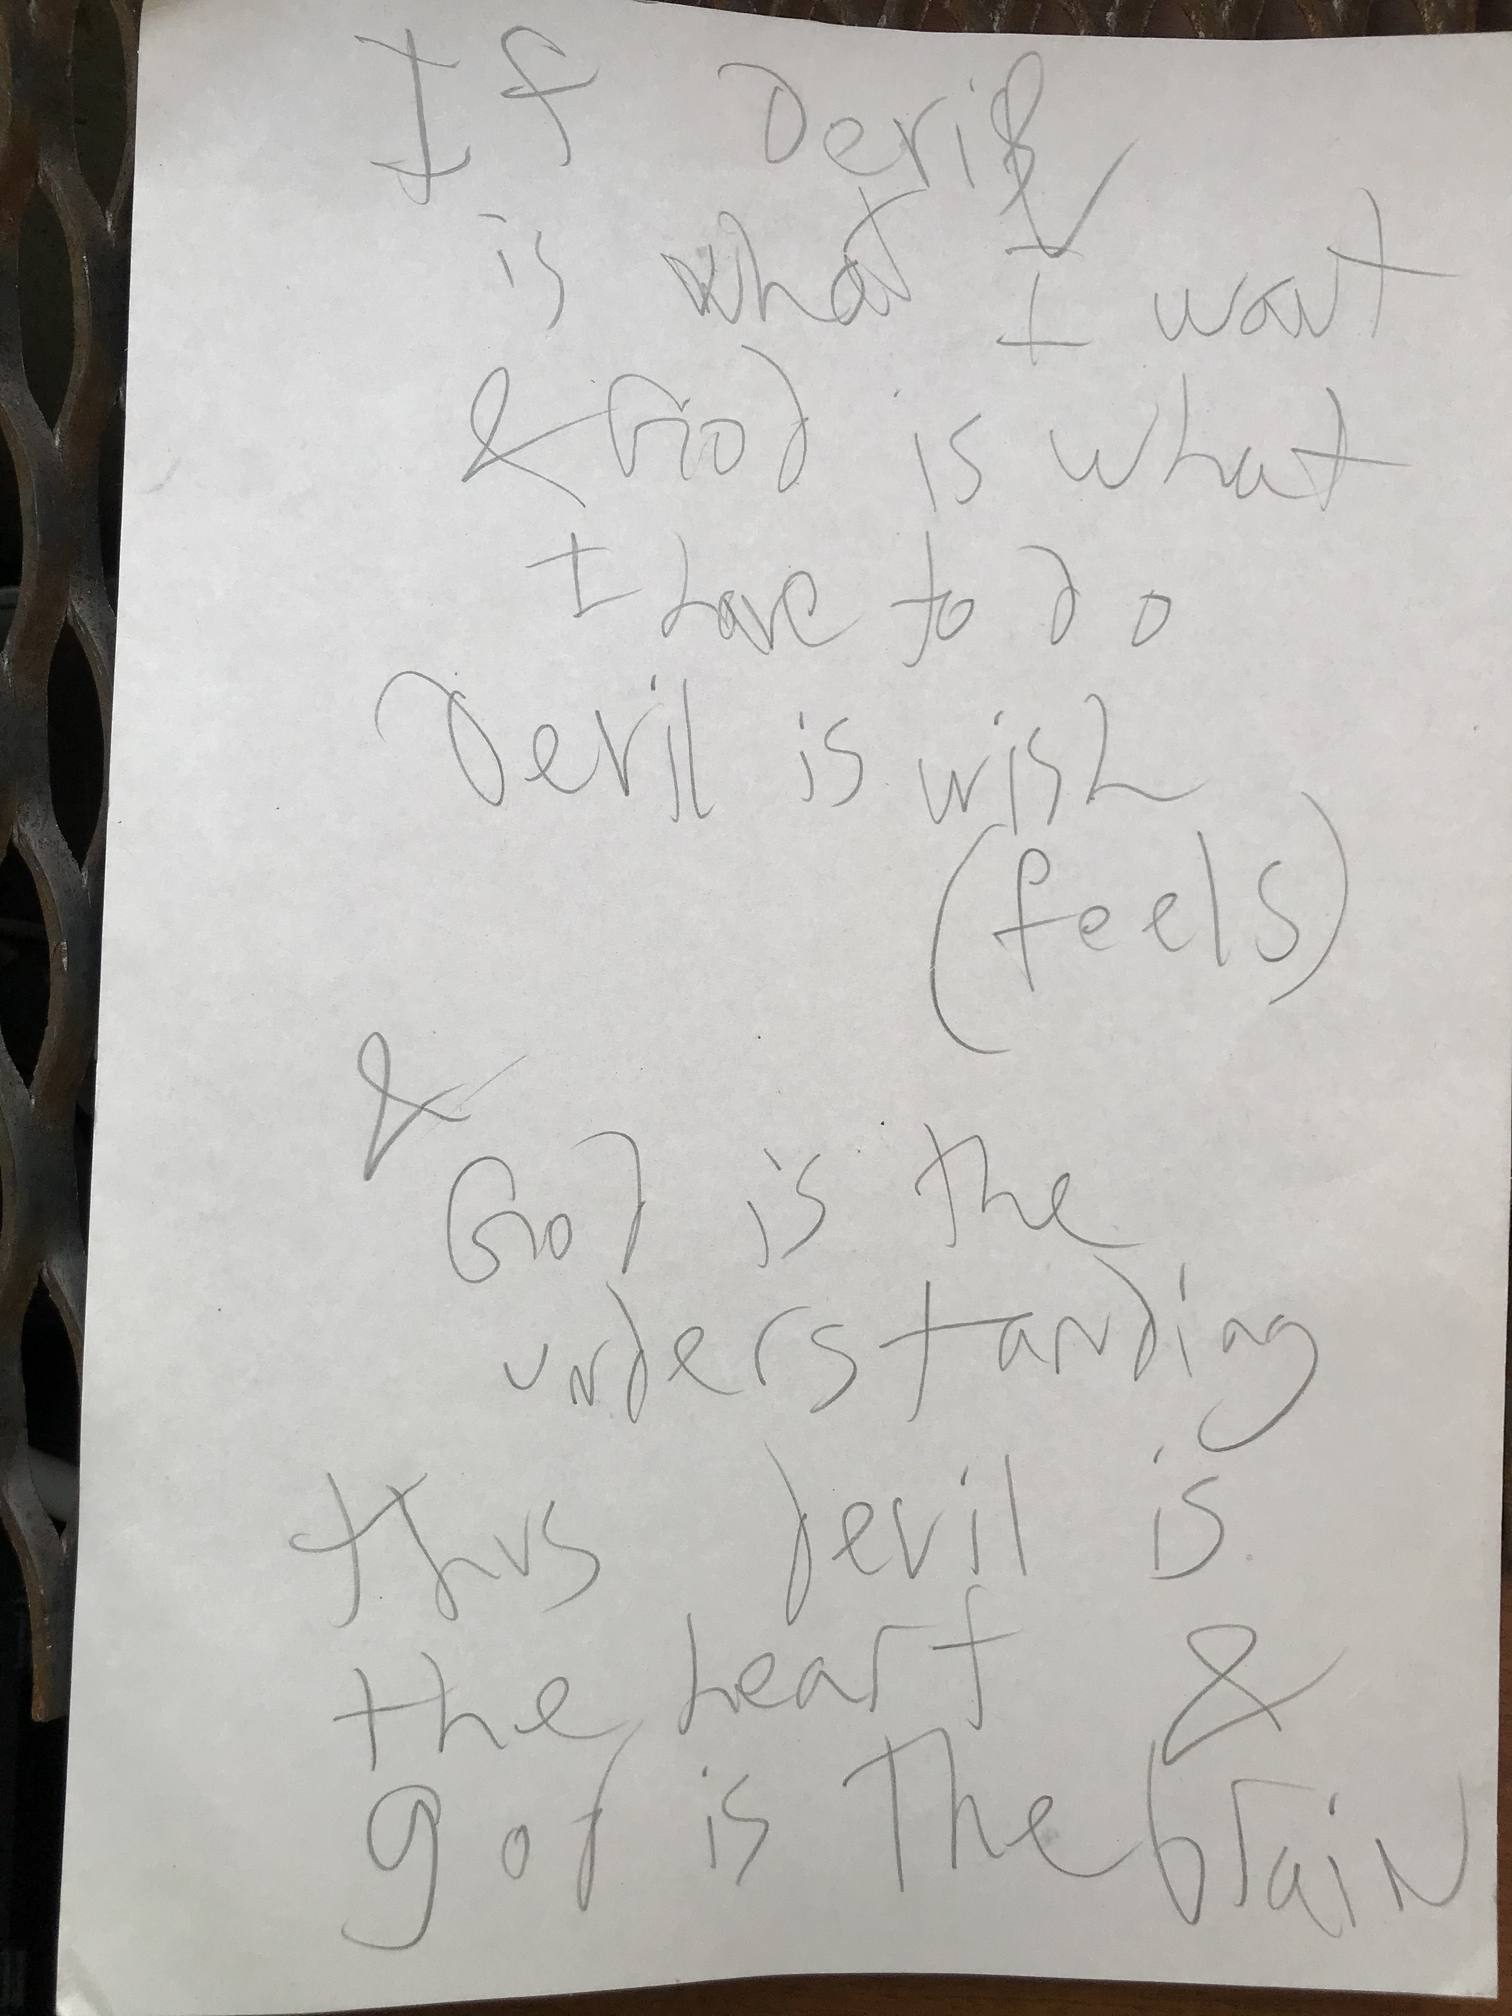 If Devil
is what I want
& God is what
I have to do
Devil is wish
(feels)
&
God is the
understanding
thus Devil is
the heart &
god is The brain